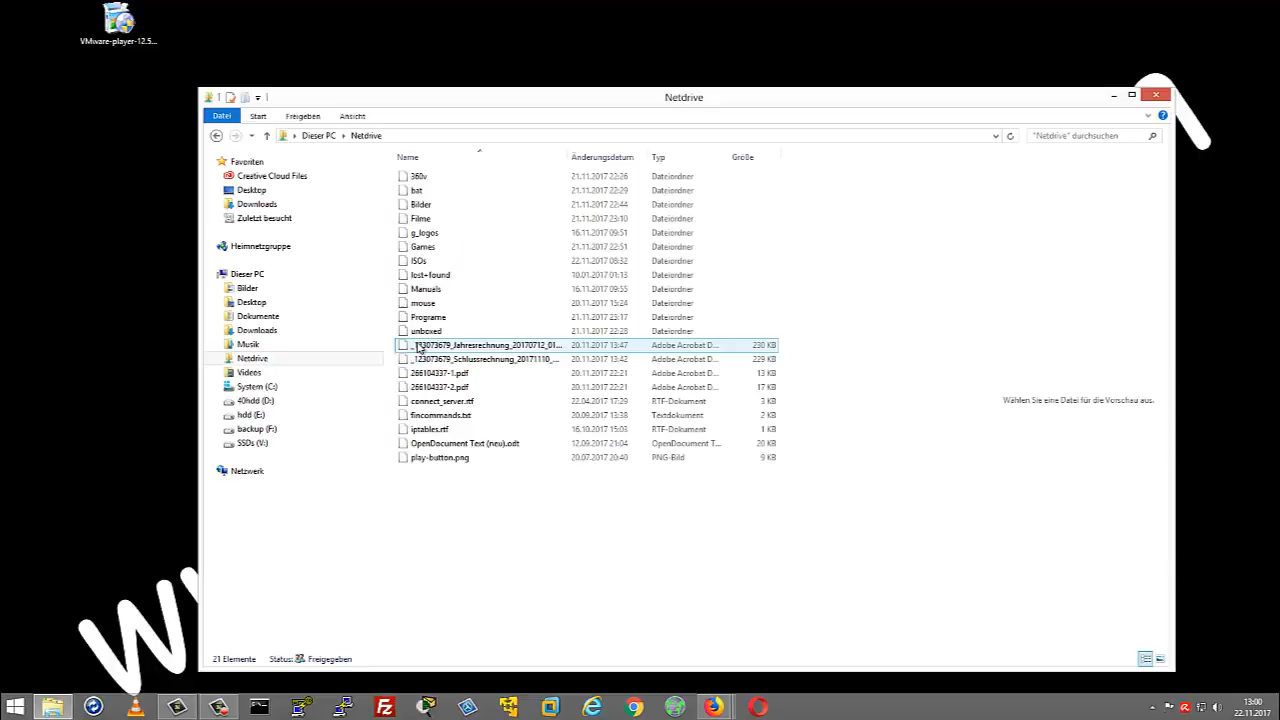 VMware-player-12.5...
Netdrive
Datei Start Freigeben Ansicht
Dieser PC Netdrive "Netdrive" durchsuchen
Name Änderungsdatum Typ Größe
Favoriten
Creative Cloud Files
Desktop
Downloads
Zuletzt besucht
Heimnetzgruppe
Dieser PC
Bilder
Desktop
Dokumente
Downloads
Musik
Netdrive
Videos
System (C:)
40hdd (D:)
hdd (E:)
backup (F:)
SSDs (V:)
Netzwerk
360v 21.11.2017 22:26 Dateiordner
bat 21.11.2017 22:29 Dateiordner
Bilder 21.11.2017 22:44 Dateiordner
Filme 21.11.2017 23:10 Dateiordner
g_logos 16.11.2017 09:51 Dateiordner
Games 21.11.2017 22:51 Dateiordner
ISOs 22.11.2017 08:32 Dateiordner
lost+found 10.01.2017 01:13 Dateiordner
Manuals 16.11.2017 09:55 Dateiordner
mouse 20.11.2017 15:24 Dateiordner
Programe 21.11.2017 23:17 Dateiordner
unboxed 21.11.2017 22:28 Dateiordner
_123073679_Jahresrechnung_20170712_01... 20.11.2017 13:47 Adobe Acrobat D... 230 KB
_123073679_Schlussrechnung_20171110_... 20.11.2017 13:42 Adobe Acrobat D... 229 KB
266104337-1.pdf 20.11.2017 22:21 Adobe Acrobat D... 13 KB
266104337-2.pdf 20.11.2017 22:21 Adobe Acrobat D... 17 KB
connect_server.rtf 22.04.2017 17:29 RTF-Dokument 3 KB
fincommands.txt 20.09.2017 13:38 Textdokument 2 KB
iptables.rtf 16.10.2017 15:03 RTF-Dokument 1 KB
OpenDocument Text (neu).odt 12.09.2017 21:04 OpenDocument T... 20 KB
play-button.png 20.07.2017 20:40 PNG-Bild 9 KB
Wählen Sie eine Datei für die Vorschau aus.
21 Elemente Status: Freigegeben
13:00
22.11.2017